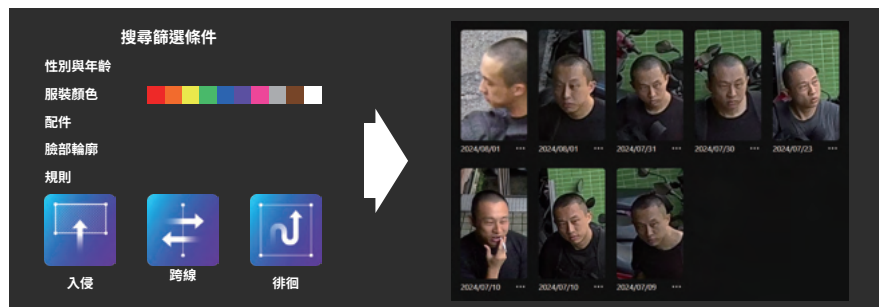 搜尋篩選條件
性別與年齡
服裝顏色
配件
臉部輪廓
規則
入侵
跨線
徘徊
2024/08/01 ...
2024/08/01 ...
2024/07/31 ...
2024/07/30 ...
2024/07/23 ...
2024/07/10 ...
2024/07/10 ...
2024/07/09 ...